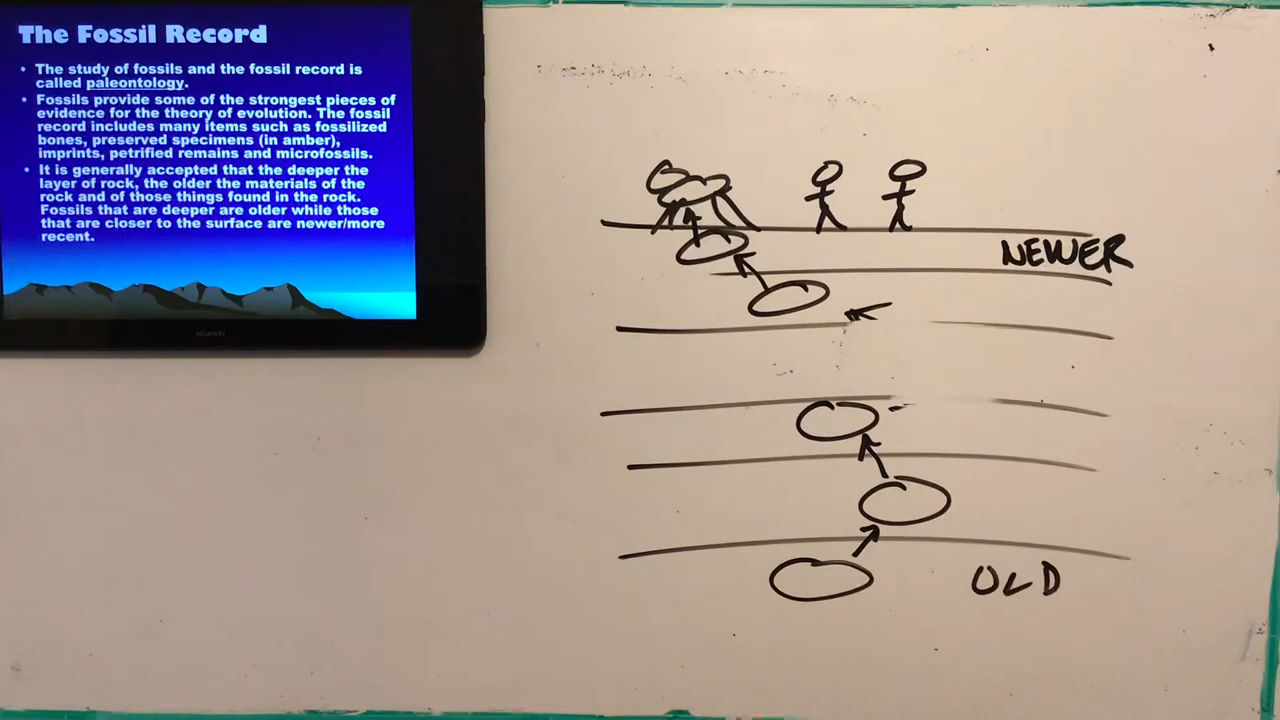 The Fossil Record
• The study of fossils and the fossil record is
called paleontology.
• Fossils provide some of the strongest pieces of
evidence for the theory of evolution. The fossil
record includes many items such as fossilized
bones, preserved specimens (in amber),
imprints, petrified remains and microfossils.
• It is generally accepted that the deeper the
layer of rock, the older the materials of the
rock and of those things found in the rock.
Fossils that are deeper are older while those
that are closer to the surface are newer/more
recent.
HUAWEI
NEWER
OLD